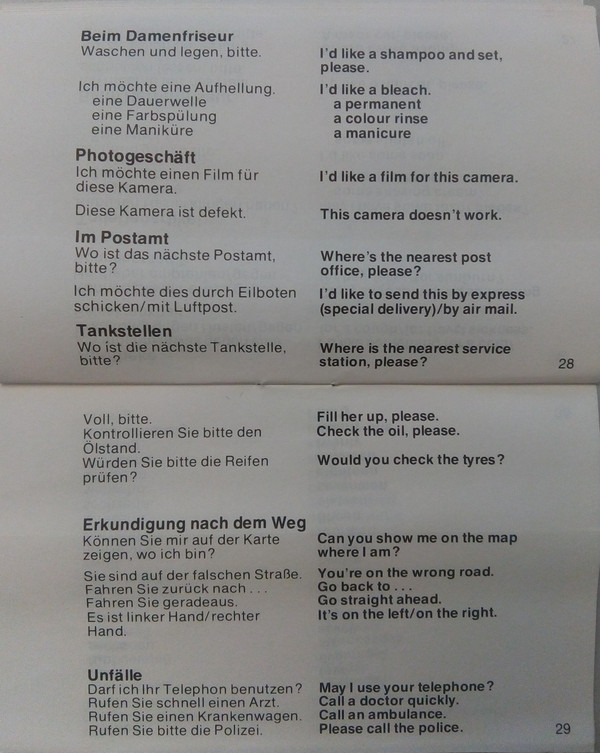 Beim Damenfriseur
Waschen und legen, bitte.
I'd like a shampoo and set,
please.
Ich möchte eine Aufhellung.
eine Dauerwelle
eine Farbspülung
eine Maniküre
I'd like a bleach.
a permanent
a colour rinse
a manicure
Photogeschäft
Ich möchte einen Film für
diese Kamera.
I'd like a film for this camera.
Diese Kamera ist defekt.
This camera doesn't work.
Im Postamt
Wo ist das nächste Postamt,
bitte?
Where's the nearest post
office, please?
Ich möchte dies durch Eilboten
schicken/mit Luftpost.
I'd like to send this by express
(special delivery)/by air mail.
Tankstellen
Wo ist die nächste Tankstelle,
bitte?
Where is the nearest service
station, please?
28
Voll, bitte.
Fill her up, please.
Kontrollieren Sie bitte den
Ölstand.
Check the oil, please.
Würden Sie bitte die Reifen
prüfen?
Would you check the tyres?
Erkundigung nach dem Weg
Können Sie mir auf der Karte
zeigen, wo ich bin?
Can you show me on the map
where I am?
Sie sind auf der falschen Straße.
You're on the wrong road.
Fahren Sie zurück nach ...
Go back to ...
Fahren Sie geradeaus.
Go straight ahead.
Es ist linker Hand/rechter
Hand.
It's on the left/on the right.
Unfälle
Darf ich Ihr Telephon benutzen?
May I use your telephone?
Rufen Sie schnell einen Arzt.
Call a doctor quickly.
Rufen Sie einen Krankenwagen.
Call an ambulance.
Rufen Sie bitte die Polizei.
Please call the police.
29